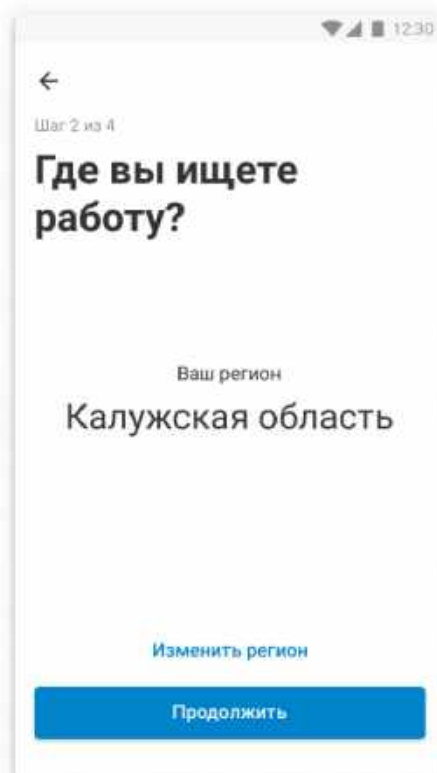 12:30
Шаг 2 из 4
Где вы ищете
работу?
Ваш регион
Калужская область
Изменить регион
Продолжить